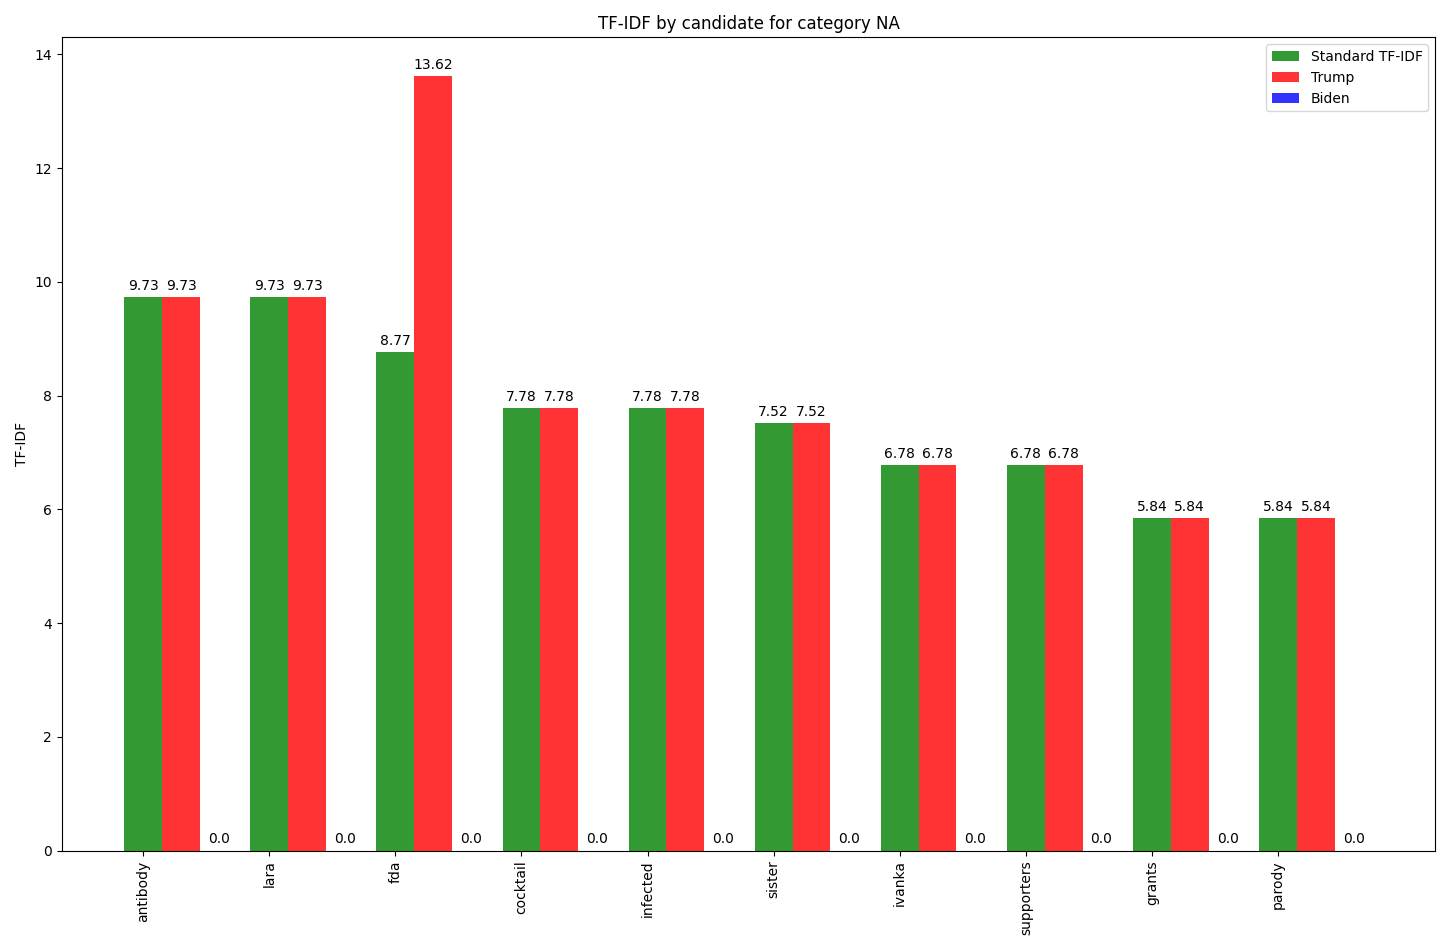 TF-IDF by candidate for category NA
Standard TF-IDF
Trump
Biden
TF-IDF
14
12
10
8
6
4
2
0
9.73 9.73 0.0
9.73 9.73 0.0
8.77 13.62 0.0
7.78 7.78 0.0
7.78 7.78 0.0
7.52 7.52 0.0
6.78 6.78 0.0
6.78 6.78 0.0
5.84 5.84 0.0
5.84 5.84 0.0
antibody
lara
fda
cocktail
infected
sister
ivanka
supporters
grants
parody